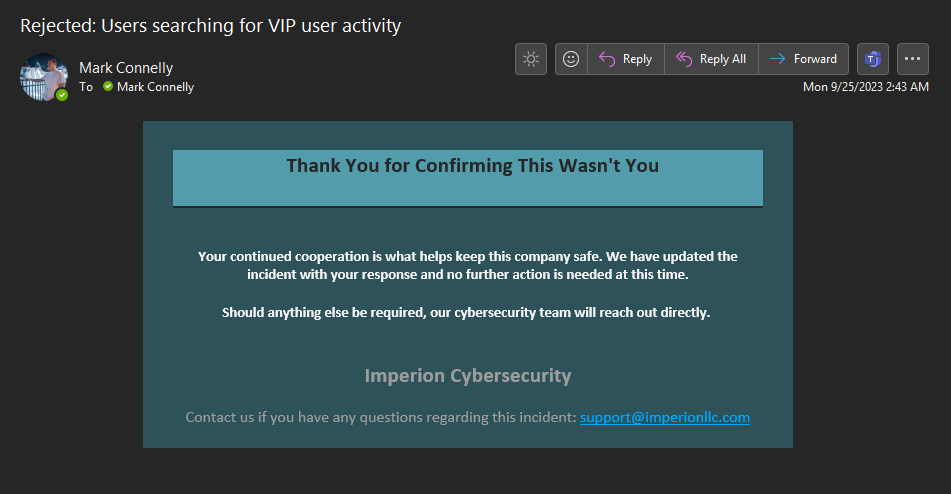 Rejected: Users searching for VIP user activity
Mark Connelly
To Mark Connelly
Reply
Reply All
Forward
Mon 9/25/2023 2:43 AM
Thank You for Confirming This Wasn't You
Your continued cooperation is what helps keep this company safe. We have updated the
incident with your response and no further action is needed at this time.
Should anything else be required, our cybersecurity team will reach out directly.
Imperion Cybersecurity
Contact us if you have any questions regarding this incident: support@imperionllc.com